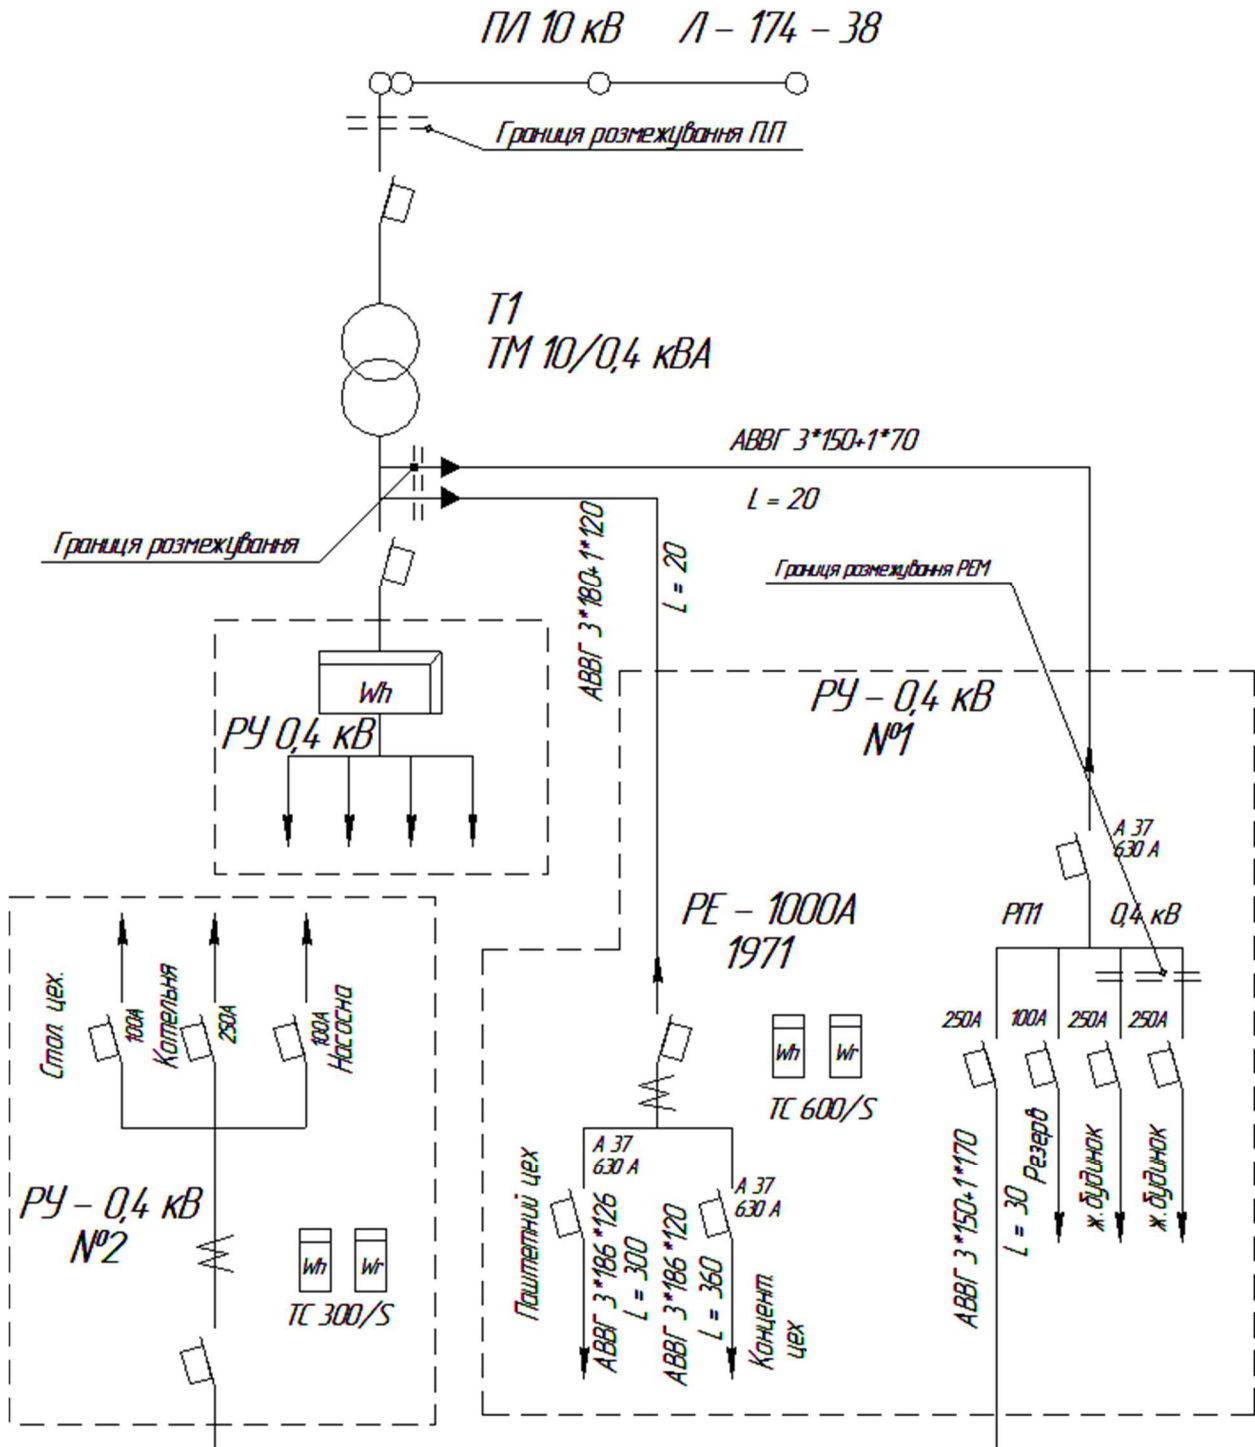 ПЛ 10 кВ Л – 174 – 38
Границя розмежування П.Л
Т1
ТМ 10/0,4 кВА
АВВГ 3*150+1*70
L = 20
Границя розмежування
АВВГ 3*180+1*120
L = 20
Границя розмежування РЕМ
Wh
РУ 0,4 кВ
РУ – 0,4 кВ
№1
А 37
630 А
РЕ – 1000А
1971
РП1 0,4 кВ
Стол. цех.
100А
Котельня
250А
100А
Насосна
250А
100А
250А
250А
Wh
Wr
ТС 600/S
РУ – 0,4 кВ
№2
Wh
Wr
ТС 300/S
Паштетний цех
А 37
630 А
АВВГ 3*186*126
L = 300
А 37
630 А
АВВГ 3*186*120
L = 360
Концент.
цех
АВВГ 3*150+1*170
L = 30
Резерв
ж.будинок
ж.будинок